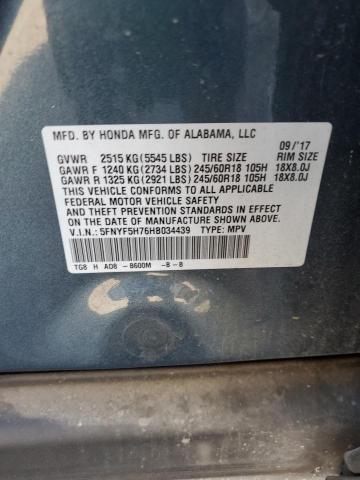 MFD. BY HONDA MFG. OF ALABAMA, LLC 09/'17
GVWR 2515 KG (5545 LBS) TIRE SIZE RIM SIZE
GAWR F 1240 KG (2734 LBS) 245/60R18 105H 18X8.0J
GAWR R 1325 KG (2921 LBS) 245/60R18 105H 18X8.0J
THIS VEHICLE CONFORMS TO ALL APPLICABLE
FEDERAL MOTOR VEHICLE SAFETY
AND THEFT PREVENTION STANDARDS IN EFFECT
ON THE DATE OF MANUFACTURE SHOWN ABOVE.
V.I.N.: 5FNYF5H76HB034439 TYPE: MPV
TG8 H AD8 -B600M -B-8